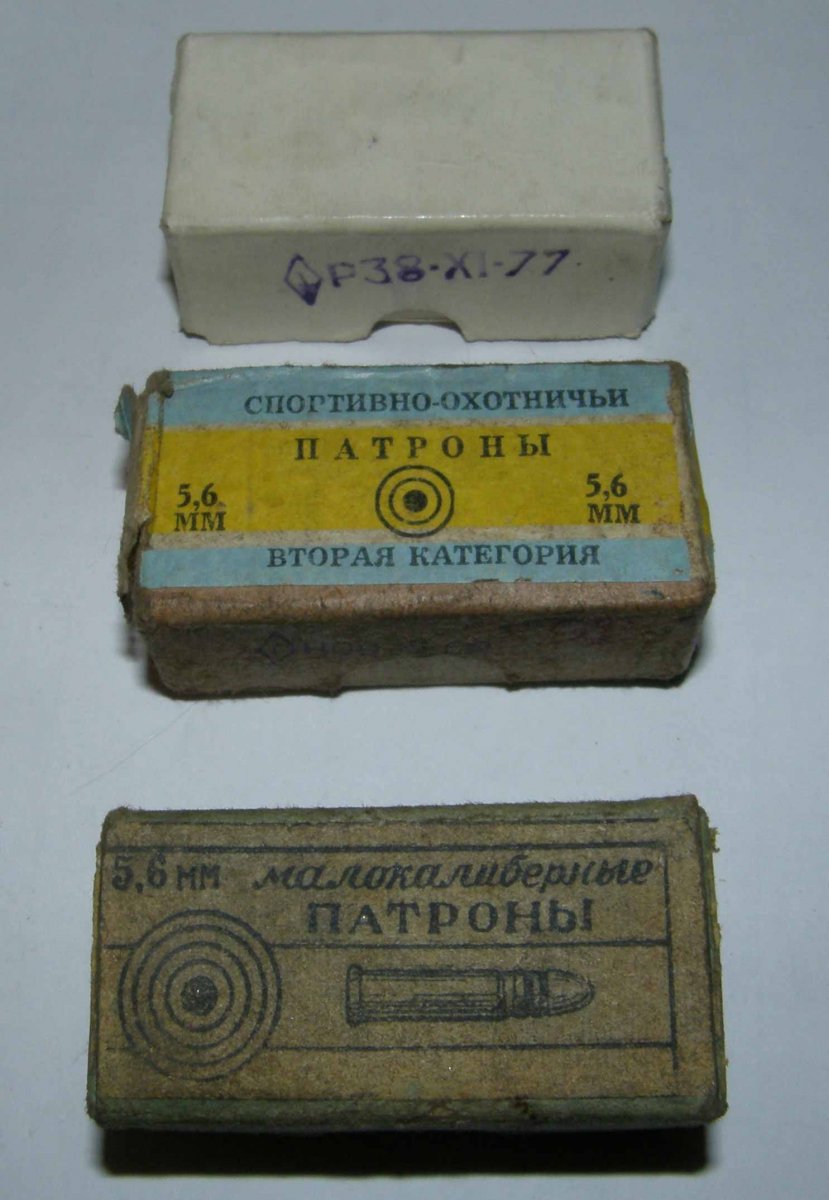 Р38-XI-77
СПОРТИВНО-ОХОТНИЧЬИ
ПАТРОНЫ
5,6 ММ
5,6 ММ
ВТОРАЯ КАТЕГОРИЯ
5,6 мм малокалиберные
ПАТРОНЫ